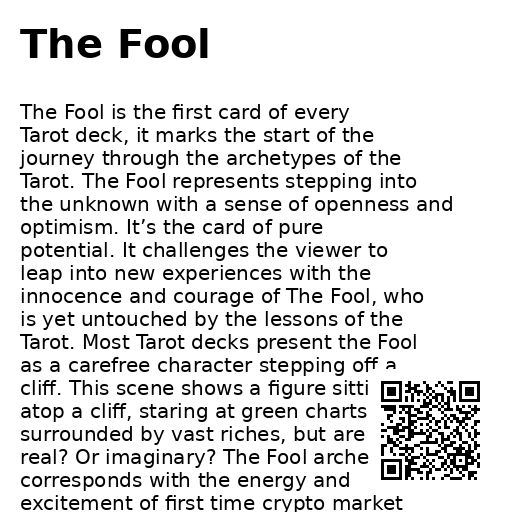 The Fool
The Fool is the first card of every
Tarot deck, it marks the start of the
journey through the archetypes of the
Tarot. The Fool represents stepping into
the unknown with a sense of openness and
optimism. It’s the card of pure
potential. It challenges the viewer to
leap into new experiences with the
innocence and courage of The Fool, who
is yet untouched by the lessons of the
Tarot. Most Tarot decks present the Fool
as a carefree character stepping off a
cliff. This scene shows a figure sitti
atop a cliff, staring at green charts
surrounded by vast riches, but are
real? Or imaginary? The Fool arche
corresponds with the energy and
excitement of first time crypto market